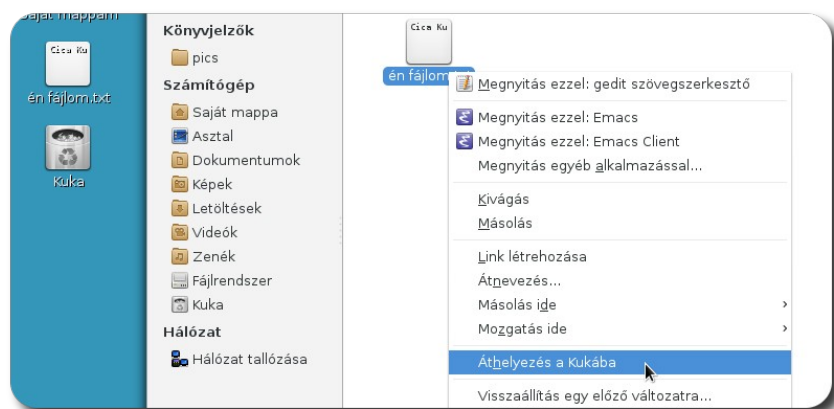 Saját mappám
Cica Ku
én fájlom.txt
Kuka
Könyvjelzők
pics
Számítógép
Saját mappa
Asztal
Dokumentumok
Képek
Letöltések
Videók
Zenék
Fájlrendszer
Kuka
Hálózat
Hálózat tallózása
Cica Ku
én fájlom
Megnyitás ezzel: gedit szövegszerkesztő
Megnyitás ezzel: Emacs
Megnyitás ezzel: Emacs Client
Megnyitás egyéb alkalmazással...
Kivágás
Másolás
Link létrehozása
Átnevezés...
Másolás ide
Mozgatás ide
Áthelyezés a Kukába
Visszaállítás egy előző változatra...